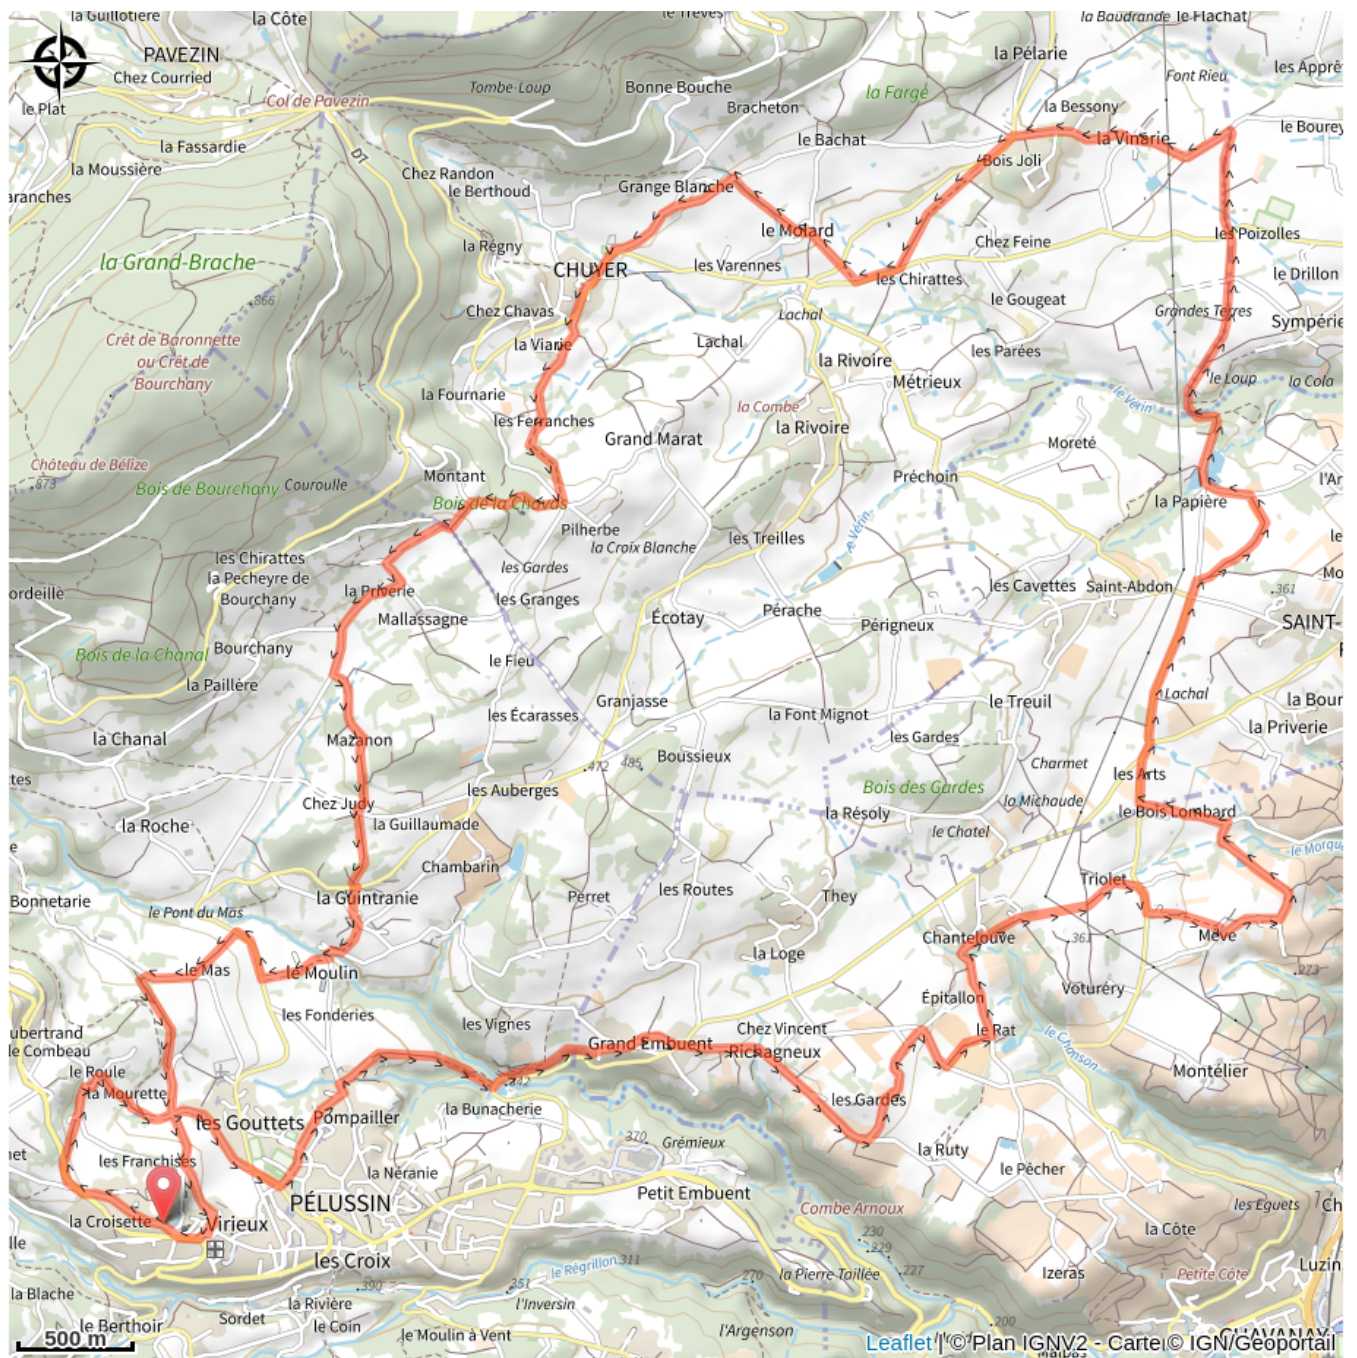 la Guillotière
la Côte
le Trèves
la Baudrande
le Flachat
PAVEZIN
Chez Courried
la Pélarie
les Apprê
Font Rieu
le Plat
Col de Pavezin
Tombe-Loup
Bonne Bouche
Bracheton
la Farge
la Bessony
la Fassardie
le Bachat
la Vinarie
le Bourey
D7
la Moussière
Chez Randon
le Berthoud
Grange Blanche
Bois Joli
aranches
le Molard
les Poizolles
la Régny
Chez Feine
la Grand-Brache
CHUYER
les Varennes
les Chirattes
le Drillon
866
Chez Chavas
Lachal
le Gougeat
Grandes Terres
Sympérie
Crêt de Baronnette
ou Crêt de
Bourchany
la Viarie
Lachal
la Rivoire
les Parées
Métrieux
le Loup
la Cola
la Fournarie
la Combe
le Vérin
les Ferranches
Grand Marat
la Rivoire
Moreté
Château de Bélize
873
Bois de Bourchany
Couroulle
Montant
Bois de la Chavas
Préchoin
la Papière
l'Ar
Pilherbe
la Croix Blanche
les Treilles
le Vérin
les Chirattes
la Pecheyre de
Bourchany
les Gardes
les Cavettes
Saint-Abdon
ordeille
la Priverie
les Granges
Mallassagne
Écotay
Pérache
Périgneux
361
SAINT-
Bois de la Chanal
Bourchany
le Fieu
la Paillère
Granjasse
le Treuil
Lachal
la Bour
les Écarasses
la Font Mignot
la Priverie
la Chanal
Mazanon
les Gardes
Boussieux
472
485
Charmet
les Arts
les Auberges
Bois des Gardes
Chez Judy
la Résoly
la Michaude
le Bois Lombard
la Roche
la Guillaumade
le Chatel
Chambarin
Triolet
la Guintranie
Perret
les Routes
They
Bonnetarie
le Pont du Mas
Chantelouve
361
Mève
la Loge
le Mas
le Moulin
273
Épitallon
Voturéry
les Fonderies
les Vignes
Chez Vincent
le Rat
ubertrand
le Combeau
Grand Embuent
Richagneux
le Chanson
le Roule
la Mourette
442
Montélier
les Gouttets
Pompailler
la Bunacherie
les Gardes
370
Grémieux
la Ruty
les Franchises
la Néranie
le Pêcher
PÉLUSSIN
Petit Embuent
Combe Arnoux
les Eguets
la Croisette
Virieux
230
229
227
la Côte
les Croix
le Régrillon
311
la Pierre Taillée
Izeras
Petite Côte
Luzin
270
390
351
la Blache
la Rivière
l'Inversin
200
Sordet
le Coin
le Berthoir
le Moulin à Vent
l'Argenson
CHAVANAY
500 m
Leaflet | © Plan IGNV2 - Carte © IGN/Géoportail